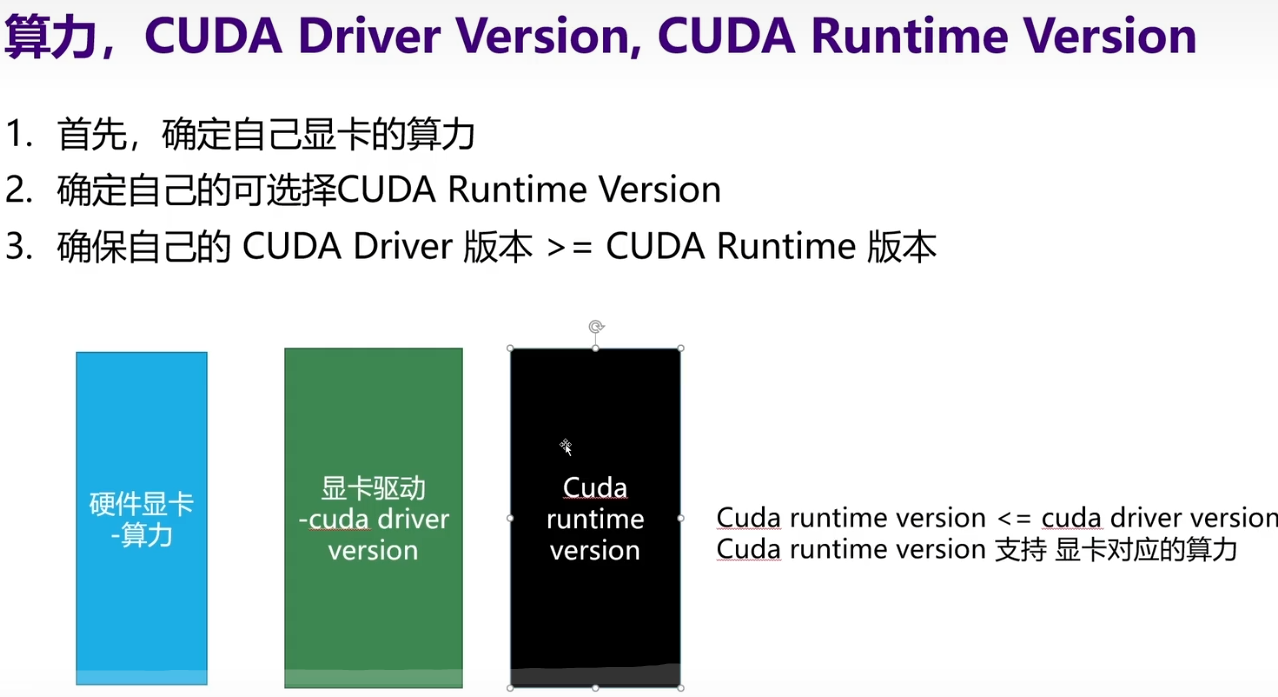 算力，CUDA Driver Version, CUDA Runtime Version
1. 首先，确定自己显卡的算力
2. 确定自己的可选择CUDA Runtime Version
3. 确保自己的 CUDA Driver 版本 >= CUDA Runtime 版本
硬件显卡
-算力
显卡驱动
-cuda driver
version
Cuda
runtime
version
Cuda runtime version <= cuda driver version
Cuda runtime version 支持 显卡对应的算力